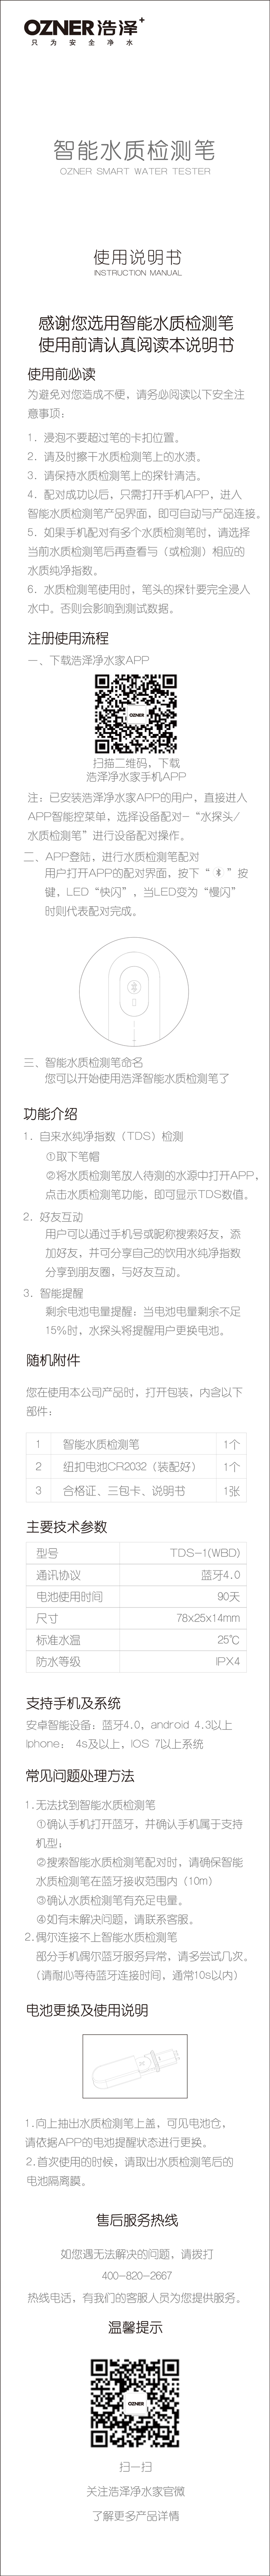 OZNER浩泽+
只为安全净水
智能水质检测笔
OZNER SMART WATER TESTER
使用说明书
INSTRUCTION MANUAL
感谢您选用智能水质检测笔
使用前请认真阅读本说明书
使用前必读
为避免对您造成不便，请务必阅读以下安全注
意事项：
1. 浸泡不要超过笔的卡扣位置。
2. 请及时擦干水质检测笔上的水渍。
3. 请保持水质检测笔上的探针清洁。
4. 配对成功以后，只需打开手机APP，进入
智能水质检测笔产品界面，即可自动与产品连接。
5. 如果手机配对有多个水质检测笔时，请选择
当前水质检测笔后再查看与（或检测）相应的
水质纯净指数。
6. 水质检测笔使用时，笔头的探针要完全浸入
水中。否则会影响到测试数据。
注册使用流程
一、下载浩泽净水家APP
OZNER
扫描二维码，下载
浩泽净水家手机APP
注：已安装浩泽净水家APP的用户，直接进入
APP智能控菜单，选择设备配对-“水探头/
水质检测笔”进行设备配对操作。
二、APP登陆，进行水质检测笔配对
用户打开APP的配对界面，按下“ ”按
键，LED“快闪”，当LED变为“慢闪”
时则代表配对完成。
三、智能水质检测笔命名
您可以开始使用浩泽智能水质检测笔了
功能介绍
1. 自来水纯净指数（TDS）检测
①取下笔帽
②将水质检测笔放入待测的水源中打开APP，
点击水质检测笔功能，即可显示TDS数值。
2. 好友互动
用户可以通过手机号或昵称搜索好友，添
加好友，并可分享自己的饮用水纯净指数
分享到朋友圈，与好友互动。
3. 智能提醒
剩余电池电量提醒：当电池电量剩余不足
15%时，水探头将提醒用户更换电池。
随机附件
您在使用本公司产品时，打开包装，内含以下
部件：
1 智能水质检测笔 1个
2 纽扣电池CR2032（装配好） 1个
3 合格证、三包卡、说明书 1张
主要技术参数
型号 TDS-1(WBD)
通讯协议 蓝牙4.0
电池使用时间 90天
尺寸 78x25x14mm
标准水温 25℃
防水等级 IPX4
支持手机及系统
安卓智能设备：蓝牙4.0，android 4.3以上
Iphone： 4s及以上，IOS 7以上系统
常见问题处理方法
1.无法找到智能水质检测笔
①确认手机打开蓝牙，并确认手机属于支持
机型；
②搜索智能水质检测笔配对时，请确保智能
水质检测笔在蓝牙接收范围内（10m）
③确认水质检测笔有充足电量。
④如有未解决问题，请联系客服。
2.偶尔连接不上智能水质检测笔
部分手机偶尔蓝牙服务异常，请多尝试几次。
（请耐心等待蓝牙连接时间，通常10s以内）
电池更换及使用说明
1.向上抽出水质检测笔上盖，可见电池仓，
请依据APP的电池提醒状态进行更换。
2.首次使用的时候，请取出水质检测笔后的
电池隔离膜。
售后服务热线
如您遇无法解决的问题，请拨打
400-820-2667
热线电话，有我们的客服人员为您提供服务。
温馨提示
OZNER
扫一扫
关注浩泽净水家官微
了解更多产品详情